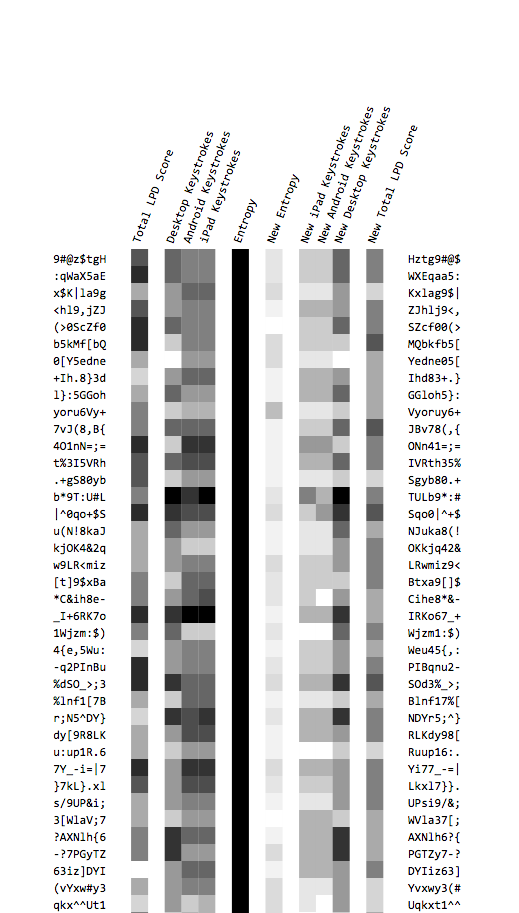 Total LPD Score
Desktop Keystrokes
Android Keystrokes
iPad Keystrokes
Entropy
New Entropy
New iPad Keystrokes
New Android Keystrokes
New Desktop Keystrokes
New Total LPD Score
9#@z$tgH Hztg9#@$
:qWaX5aE WXEqaa5:
x$K|la9g Kxlag9$|
<hl9,jZJ ZJhlj9<,
(>0ScZf0 SZcf00(>
b5kMf[bQ MQbkfb5[
0[Y5edne Yedne05[
+Ih.8}3d Ihd83+.}
l}:5GGoh GGloh5}:
yoru6Vy+ Vyoruy6+
7vJ(8,B{ JBv78(,{
4O1nN=;= ONn41=;=
t%3I5VRh IVRth35%
.+gS80yb Sgyb80.+
b*9T:U#L TULb9*:#
|^0qo+$S Sqo0|^+$
u(N!8kaJ NJuka8(!
kjOK4&2q OKkjq42&
w9LR<miz LRwmiz9<
[t]9$xBa Btxa9[]$
*C&ih8e- Cihe8*&-
_I+6RK7o IRKo67_+
1Wjzm:$) Wjzm1:$)
4{e,5Wu: Weu45{,:
-q2PInBu PIBqnu2-
%dSO_>;3 SOd3%_>;
%lnf1[7B Blnf17%[
r;N5^DY} NDYr5;^}
dy[9R8LK RLKdy98[
u:up1R.6 Ruup16:.
7Y_-i=|7 Yi77_-=|
}7kL}.xl Lkxl7}}.
s/9UP&i; UPsi9/&;
3[WlaV;7 WVla37[;
?AXNlh{6 AXNlh6?{
-?7PGyTZ PGTZy7-?
63iz]DYI DYIiz63]
(vYxw#y3 Yvxwy3(#
qkx^^Ut1 Uqkxt1^^